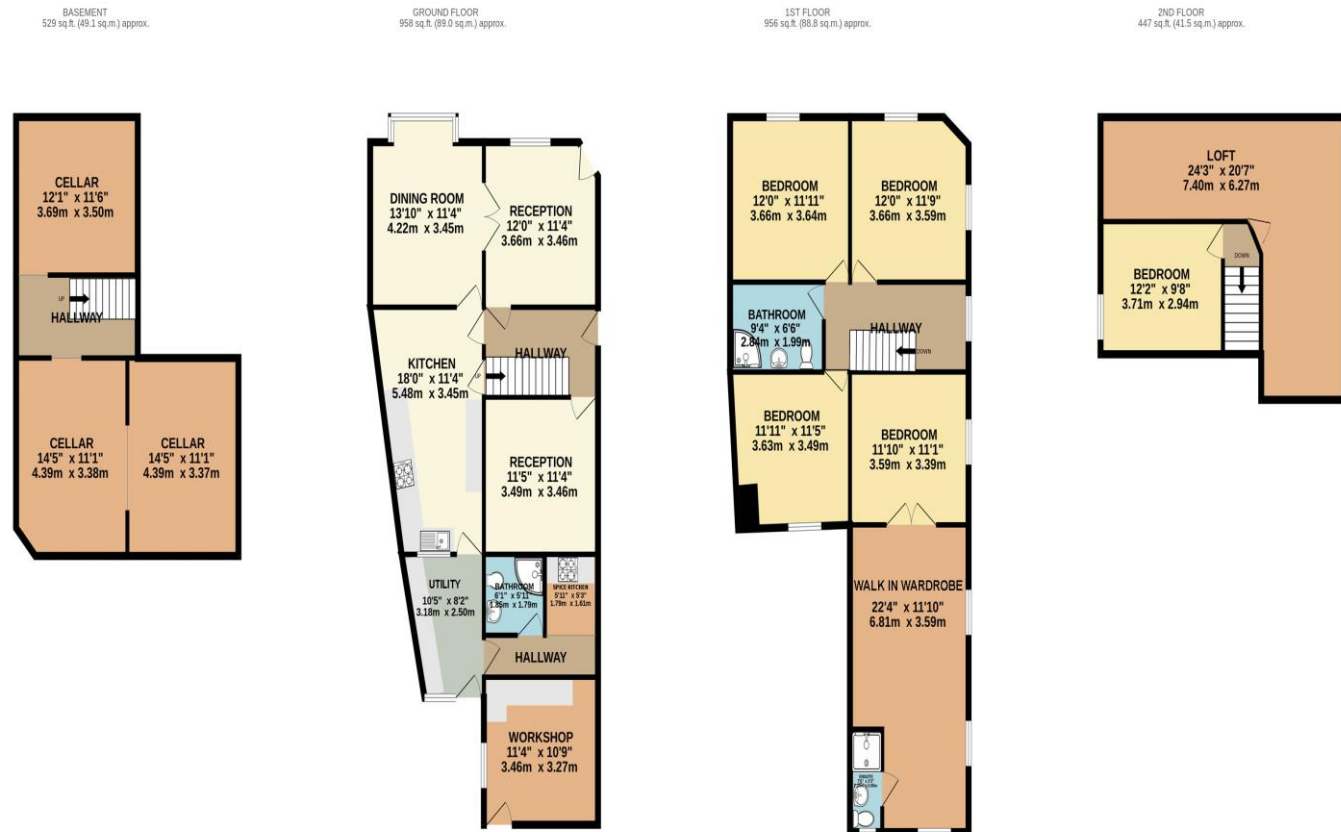 BASEMENT
529 sq.ft. (49.1 sq.m.) approx.
CELLAR
12'1" x 11'6"
3.69m x 3.50m
UP
HALLWAY
CELLAR
14'5" x 11'1"
4.39m x 3.38m
CELLAR
14'5" x 11'1"
4.39m x 3.37m
GROUND FLOOR
958 sq.ft. (89.0 sq.m.) approx.
DINING ROOM
13'10" x 11'4"
4.22m x 3.45m
RECEPTION
12'0" x 11'4"
3.66m x 3.46m
KITCHEN
18'0" x 11'4"
5.48m x 3.45m
HALLWAY
UP
RECEPTION
11'5" x 11'4"
3.49m x 3.46m
UTILITY
10'5" x 8'2"
3.18m x 2.50m
BATHROOM
6'1" x 5'11"
1.85m x 1.79m
SPICE KITCHEN
5'11" x 5'3"
1.79m x 1.61m
HALLWAY
WORKSHOP
11'4" x 10'9"
3.46m x 3.27m
1ST FLOOR
956 sq.ft. (88.8 sq.m.) approx.
BEDROOM
12'0" x 11'11"
3.66m x 3.64m
BEDROOM
12'0" x 11'9"
3.66m x 3.59m
BATHROOM
9'4" x 6'6"
2.84m x 1.99m
HALLWAY
DOWN
BEDROOM
11'11" x 11'5"
3.63m x 3.49m
BEDROOM
11'10" x 11'1"
3.59m x 3.39m
WALK IN WARDROBE
22'4" x 11'10"
6.81m x 3.59m
ENSUITE
2ND FLOOR
447 sq.ft. (41.5 sq.m.) approx.
LOFT
24'3" x 20'7"
7.40m x 6.27m
DOWN
BEDROOM
12'2" x 9'8"
3.71m x 2.94m